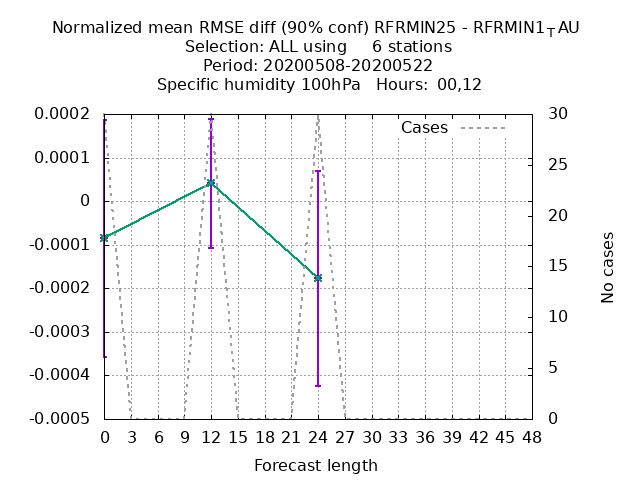 Normalized mean RMSE diff (90% conf) RFRMIN25 - RFRMIN1TAU
Selection: ALL using 6 stations
Period: 20200508-20200522
Specific humidity 100hPa Hours: 00,12
Cases
0.0002
0.0001
0
-0.0001
-0.0002
-0.0003
-0.0004
-0.0005
30
25
20
15
10
5
0
No cases
0 3 6 9 12 15 18 21 24 27 30 33 36 39 42 45 48
Forecast length